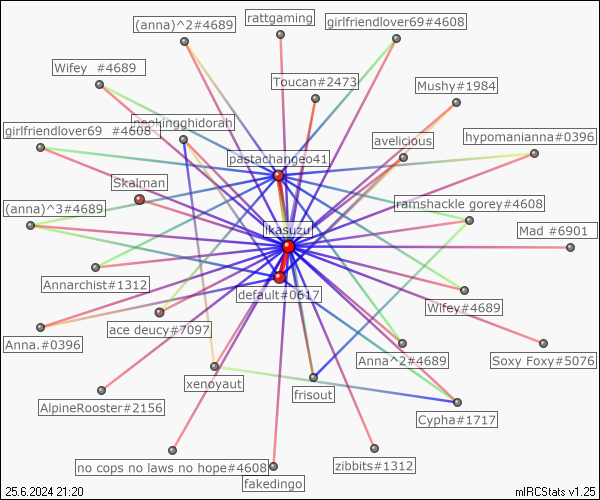 rattgaming
(anna)^2#4689
girlfriendlover69#4608
Wifey #4689
Toucan#2473
Mushy#1984
girlfriendlover69 #4608
avelicious
hypomanianna#0396
pastachangeo41
Skalman
(anna)^3#4689
ramshackle gorey#4608
ikasuzu
Mad #6901
Annarchist#1312
default#0617
Wifey#4689
Anna.#0396
ace deucy#7097
Anna^2#4689
Soxy Foxy#5076
xenoyaut
frisout
AlpineRooster#2156
Cypha#1717
no cops no laws no hope#4608
zibbits#1312
fakedingo
25.6.2024 21:20
mIRCStats v1.25